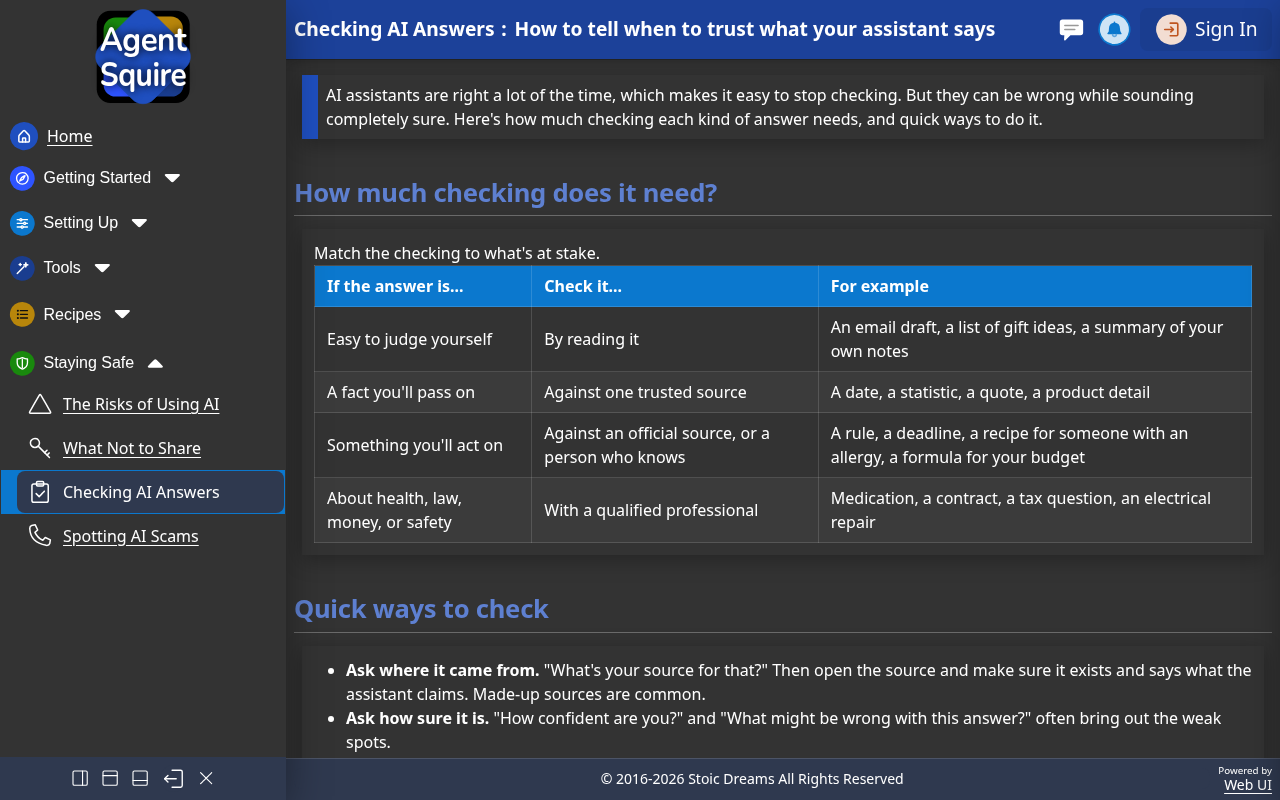 Agent
Squire
Home
Getting Started
Setting Up
Tools
Recipes
Staying Safe
The Risks of Using AI
What Not to Share
Checking AI Answers
Spotting AI Scams
Checking AI Answers : How to tell when to trust what your assistant says
Sign In
AI assistants are right a lot of the time, which makes it easy to stop checking. But they can be wrong while sounding
completely sure. Here's how much checking each kind of answer needs, and quick ways to do it.
How much checking does it need?
Match the checking to what's at stake.
If the answer is... Check it... For example
Easy to judge yourself By reading it An email draft, a list of gift ideas, a summary of your
own notes
A fact you'll pass on Against one trusted source A date, a statistic, a quote, a product detail
Something you'll act on Against an official source, or a
person who knows A rule, a deadline, a recipe for someone with an
allergy, a formula for your budget
About health, law,
money, or safety With a qualified professional Medication, a contract, a tax question, an electrical
repair
Quick ways to check
• Ask where it came from. "What's your source for that?" Then open the source and make sure it exists and says what the
assistant claims. Made-up sources are common.
• Ask how sure it is. "How confident are you?" and "What might be wrong with this answer?" often bring out the weak
spots.
© 2016-2026 Stoic Dreams All Rights Reserved
Powered by
Web UI